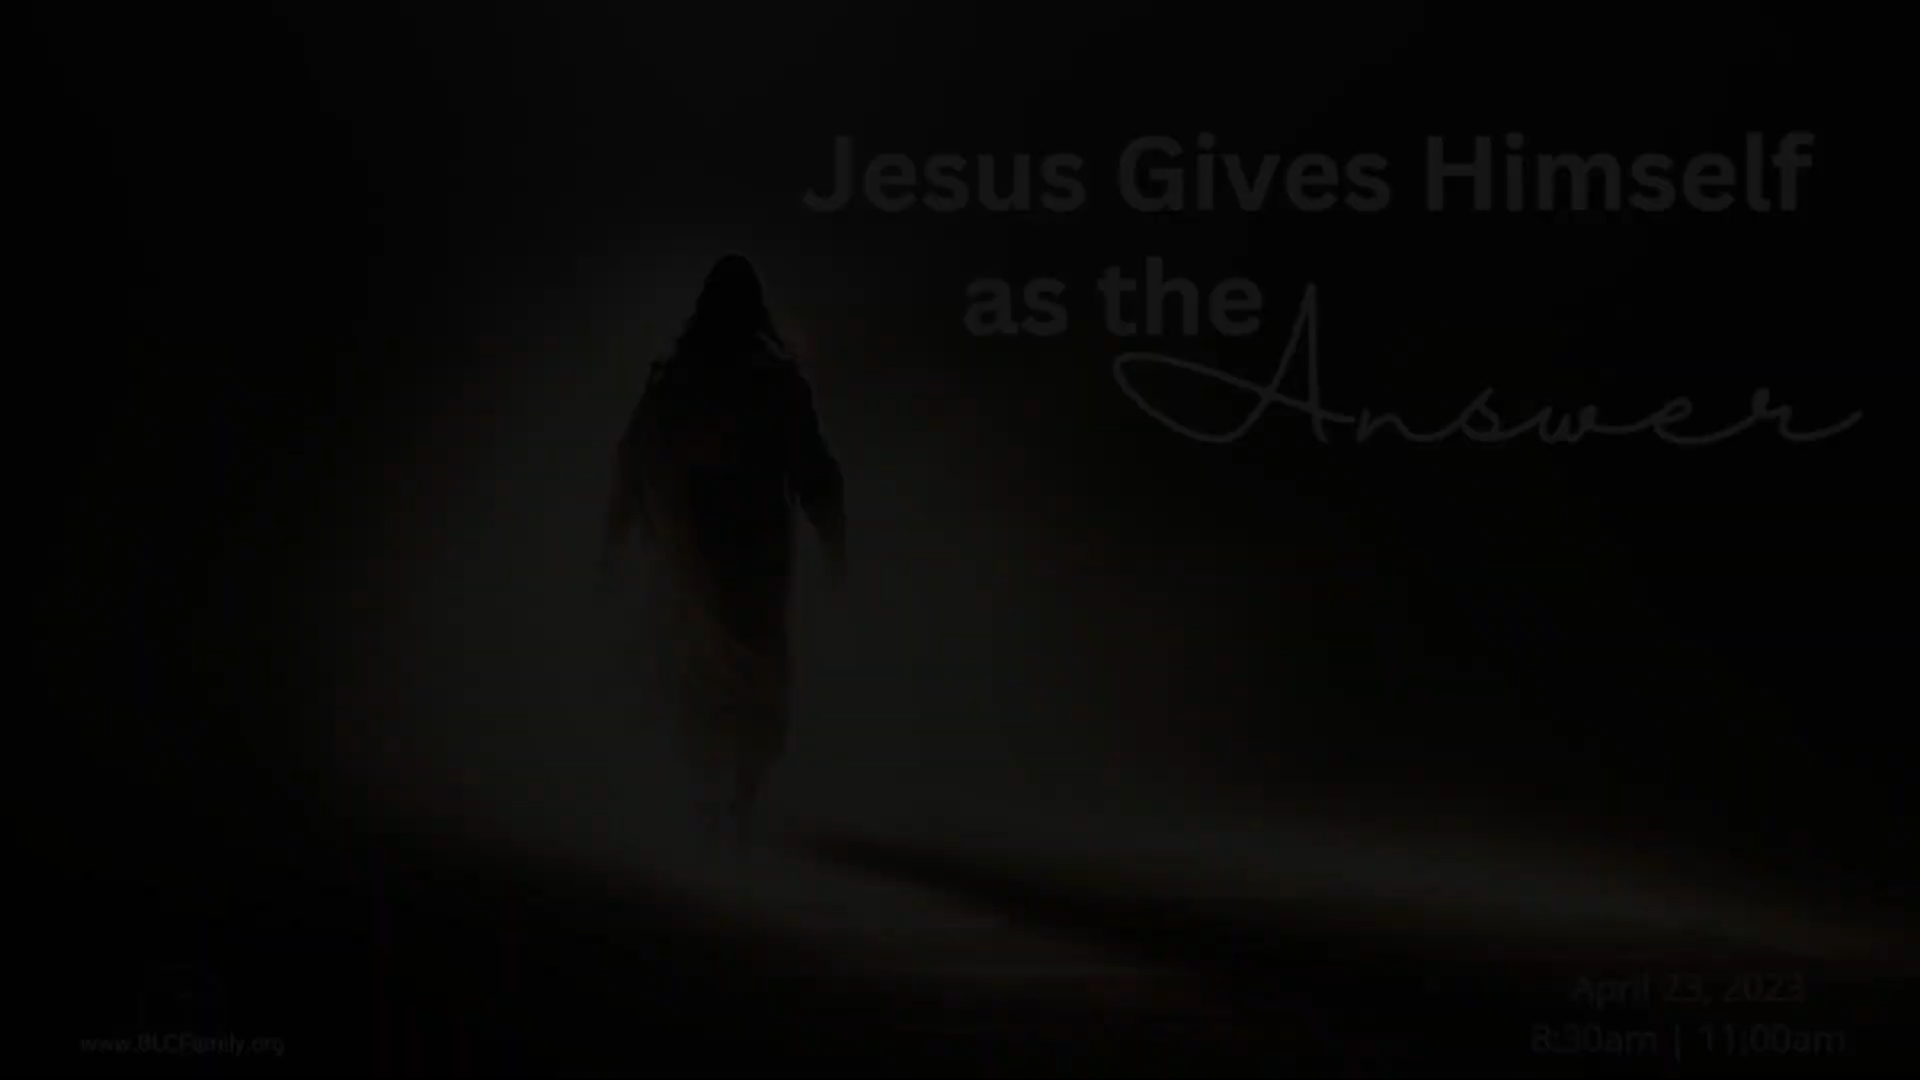 Jesus Gives Himself
as the
Answer
April 23, 2023
8:30am | 11:00am
www.BLCFamily.org